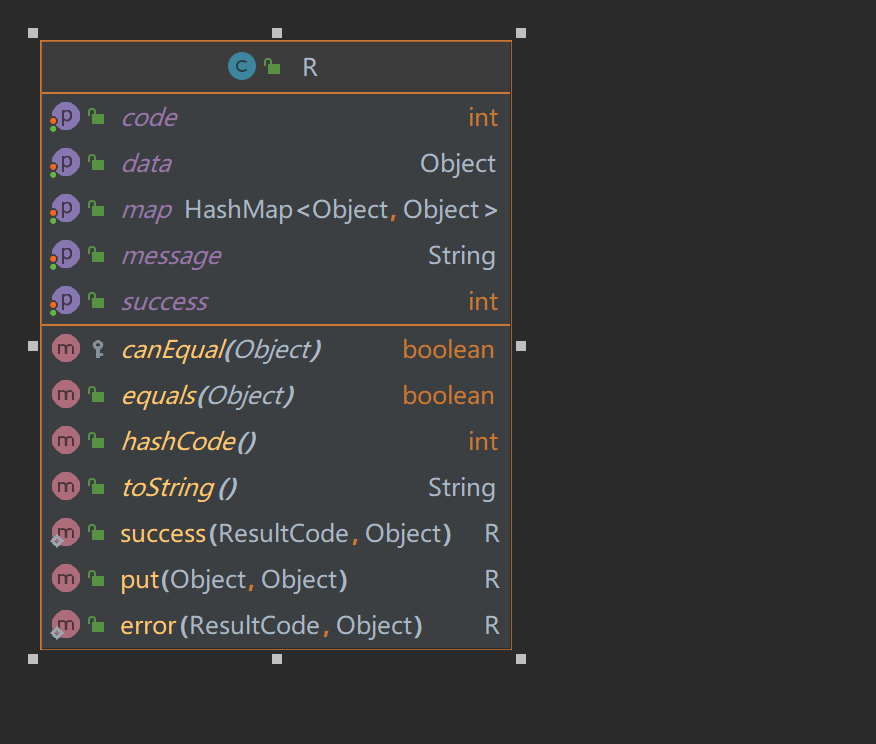 C R
p code int
p data Object
p map HashMap<Object, Object>
p message String
p success int
m canEqual(Object) boolean
m equals(Object) boolean
m hashCode() int
m toString() String
m success(ResultCode, Object) R
m put(Object, Object) R
m error(ResultCode, Object) R